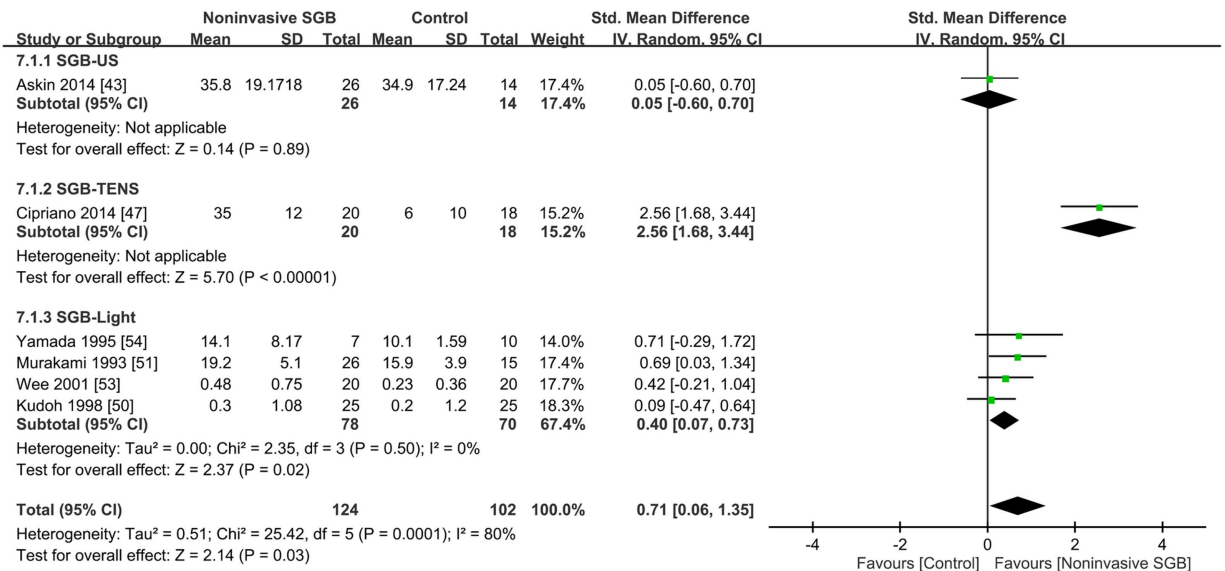 Noninvasive SGB Control Std. Mean Difference Std. Mean Difference
Study or Subgroup Mean SD Total Mean SD Total Weight IV, Random, 95% CI IV, Random, 95% CI
7.1.1 SGB-US
Askin 2014 [43] 35.8 19.1718 26 34.9 17.24 14 17.4% 0.05 [-0.60, 0.70]
Subtotal (95% CI) 26 14 17.4% 0.05 [-0.60, 0.70]
Heterogeneity: Not applicable
Test for overall effect: Z = 0.14 (P = 0.89)
7.1.2 SGB-TENS
Cipriano 2014 [47] 35 12 20 6 10 18 15.2% 2.56 [1.68, 3.44]
Subtotal (95% CI) 20 18 15.2% 2.56 [1.68, 3.44]
Heterogeneity: Not applicable
Test for overall effect: Z = 5.70 (P < 0.00001)
7.1.3 SGB-Light
Yamada 1995 [54] 14.1 8.17 7 10.1 1.59 10 14.0% 0.71 [-0.29, 1.72]
Murakami 1993 [51] 19.2 5.1 26 15.9 3.9 15 17.4% 0.69 [0.03, 1.34]
Wee 2001 [53] 0.48 0.75 20 0.23 0.36 20 17.7% 0.42 [-0.21, 1.04]
Kudoh 1998 [50] 0.3 1.08 25 0.2 1.2 25 18.3% 0.09 [-0.47, 0.64]
Subtotal (95% CI) 78 70 67.4% 0.40 [0.07, 0.73]
Heterogeneity: Tau² = 0.00; Chi² = 2.35, df = 3 (P = 0.50); I² = 0%
Test for overall effect: Z = 2.37 (P = 0.02)
Total (95% CI) 124 102 100.0% 0.71 [0.06, 1.35]
Heterogeneity: Tau² = 0.51; Chi² = 25.42, df = 5 (P = 0.0001); I² = 80%
Test for overall effect: Z = 2.14 (P = 0.03)
-4 -2 0 2 4
Favours [Control] Favours [Noninvasive SGB]